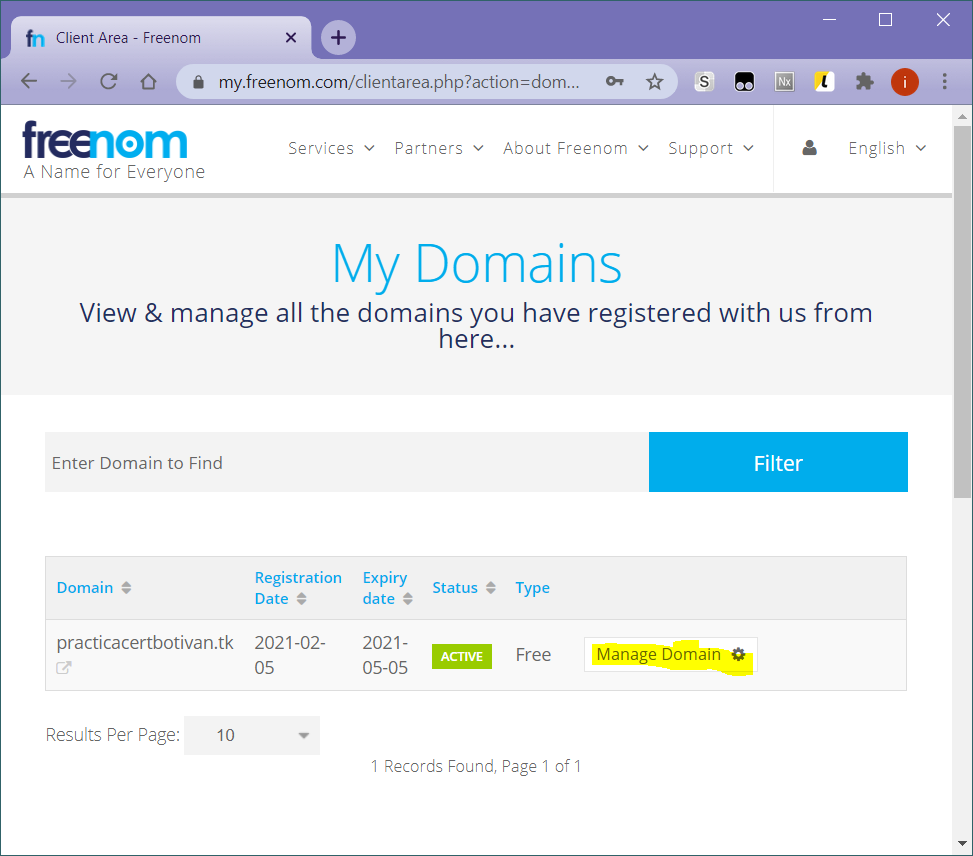 Client Area - Freenom
my.freenom.com/clientarea.php?action=dom...
S
Nx
i
freenom
A Name for Everyone
Services
Partners
About Freenom
Support
English
My Domains
View & manage all the domains you have registered with us from
here...
Enter Domain to Find
Filter
Domain
Registration
Date
Expiry
date
Status
Type
practicacertbotivan.tk
2021-02-
05
2021-
05-05
ACTIVE
Free
Manage Domain
Results Per Page:
10
1 Records Found, Page 1 of 1